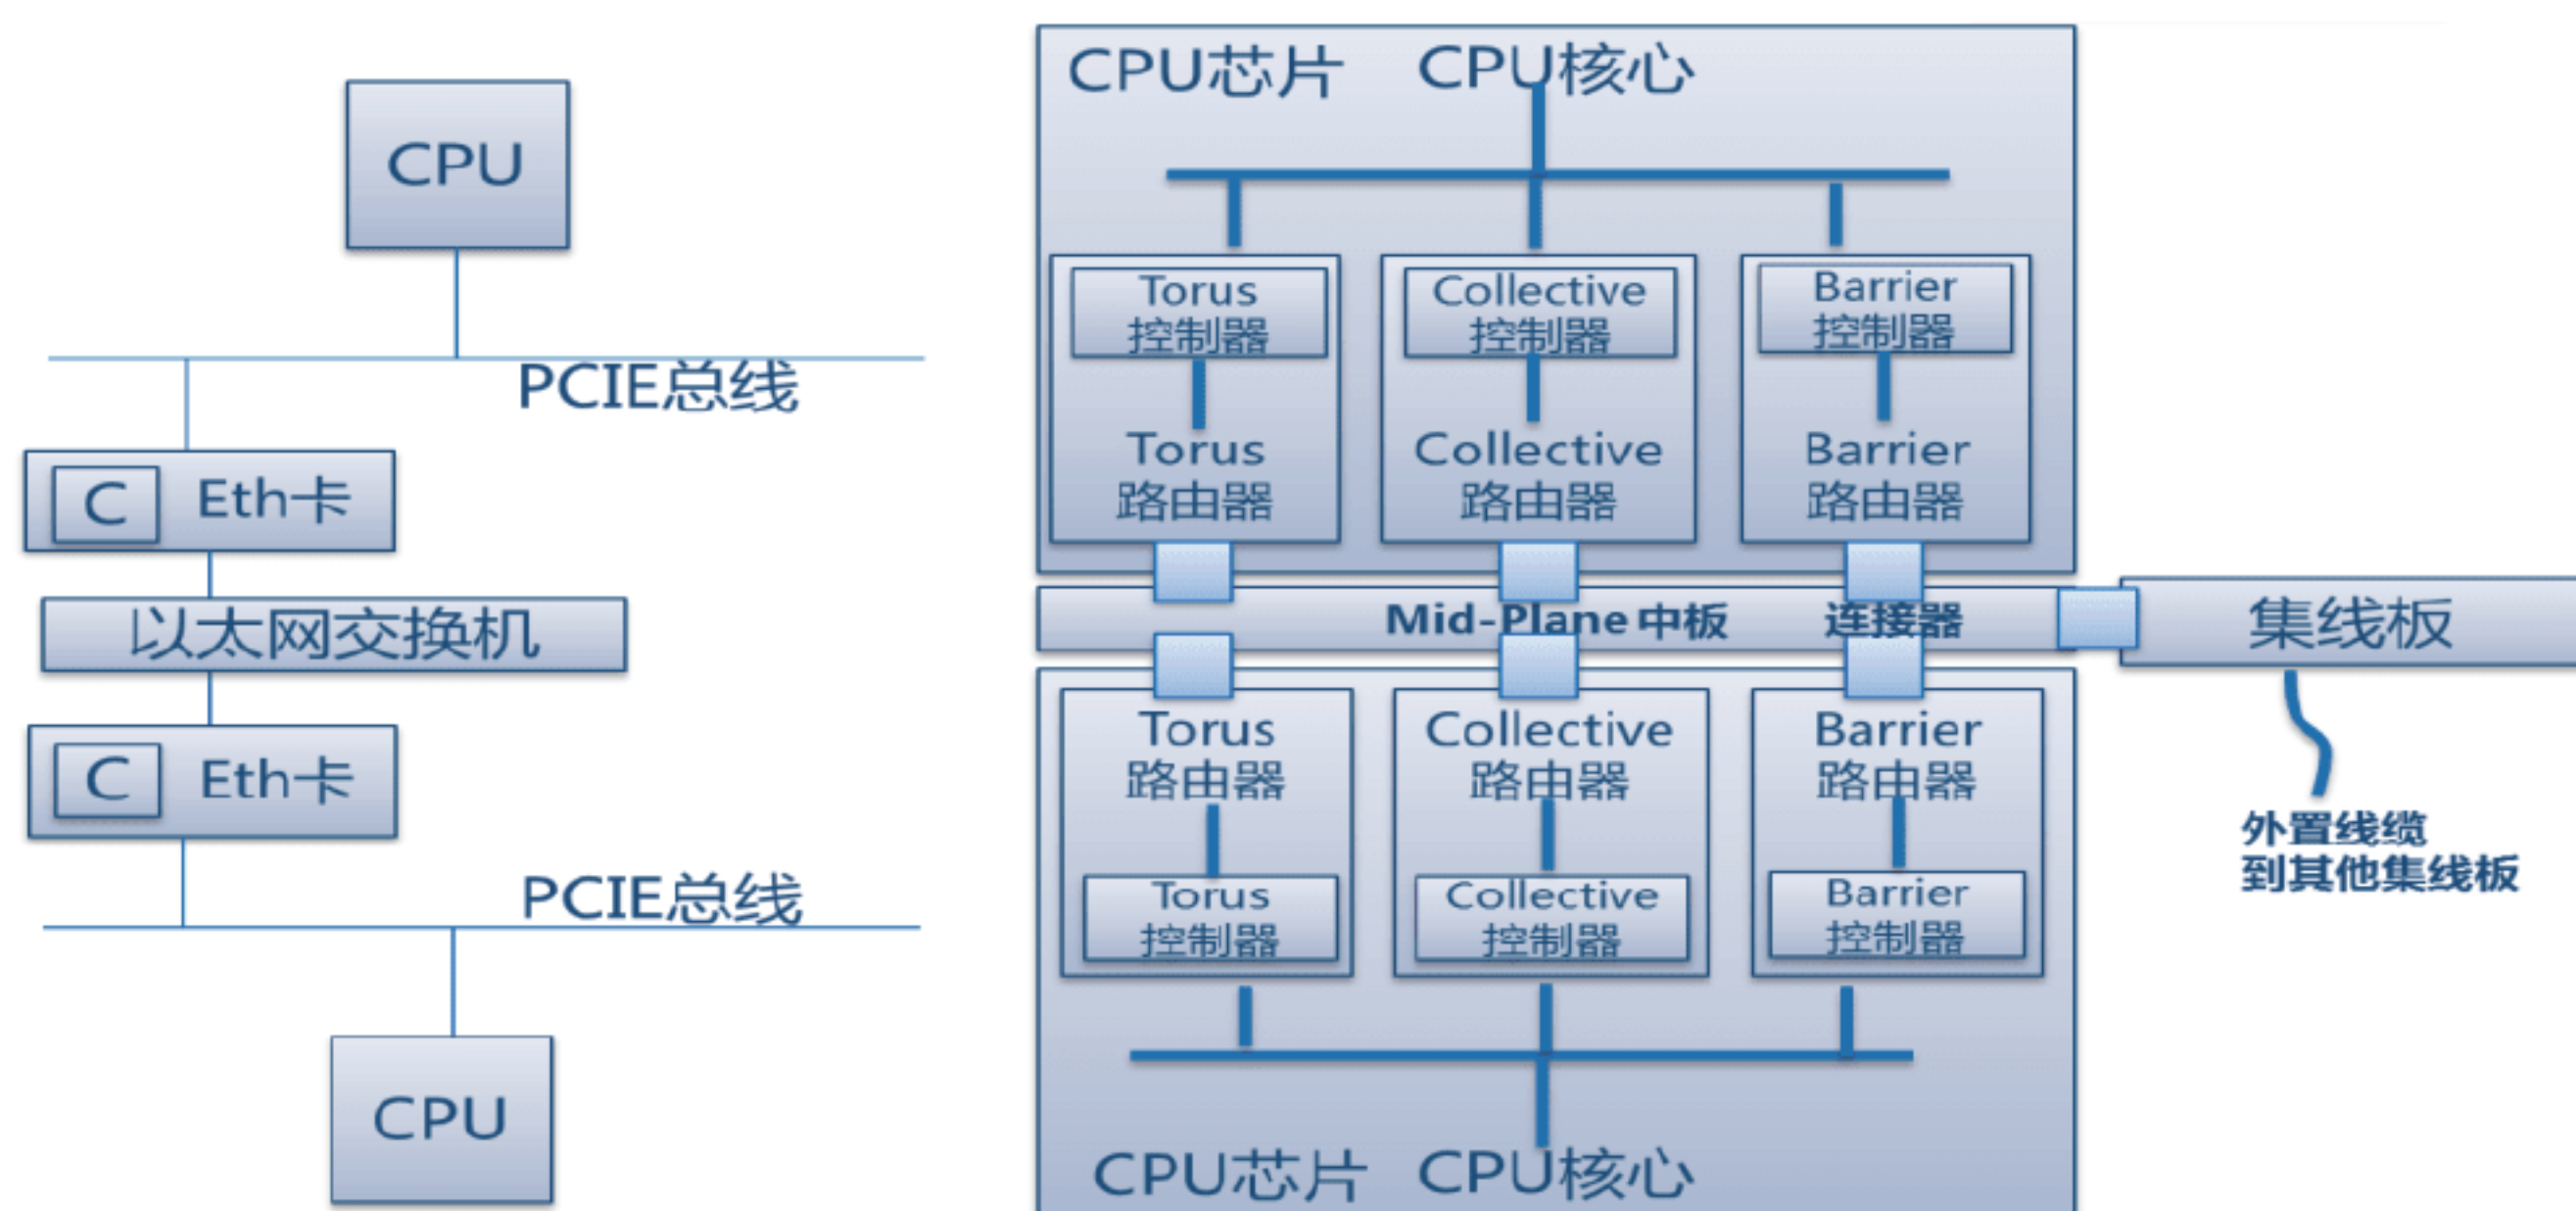 CPU
PCIE总线
C
Eth卡
以太网交换机
C
Eth卡
PCIE总线
CPU
CPU芯片
CPU核心
Torus
控制器
Torus
路由器
Collective
控制器
Collective
路由器
Barrier
控制器
Barrier
路由器
Mid-Plane 中板
连接器
集线板
外置线缆
到其他集线板
Torus
路由器
Torus
控制器
Collective
路由器
Collective
控制器
Barrier
路由器
Barrier
控制器
CPU芯片
CPU核心